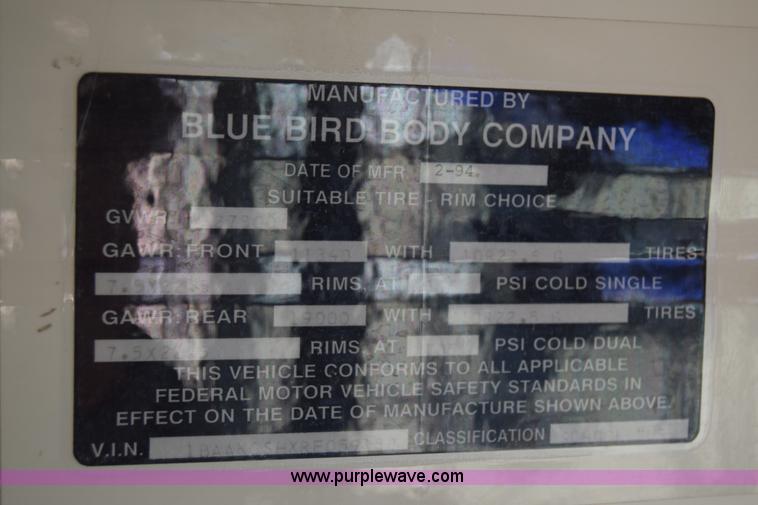 MANUFACTURED BY
BLUE BIRD BODY COMPANY
DATE OF MFR 2-94.
SUITABLE TIRE - RIM CHOICE
GVWR
GAWR: FRONT 11340 WITH TIRES
RIMS, AT PSI COLD SINGLE
GAWR: REAR 19000 WITH TIRES
RIMS, AT PSI COLD DUAL
THIS VEHICLE CONFORMS TO ALL APPLICABLE
FEDERAL MOTOR VEHICLE SAFETY STANDARDS IN
EFFECT ON THE DATE OF MANUFACTURE SHOWN ABOVE.
V.I.N. CLASSIFICATION
www.purplewave.com